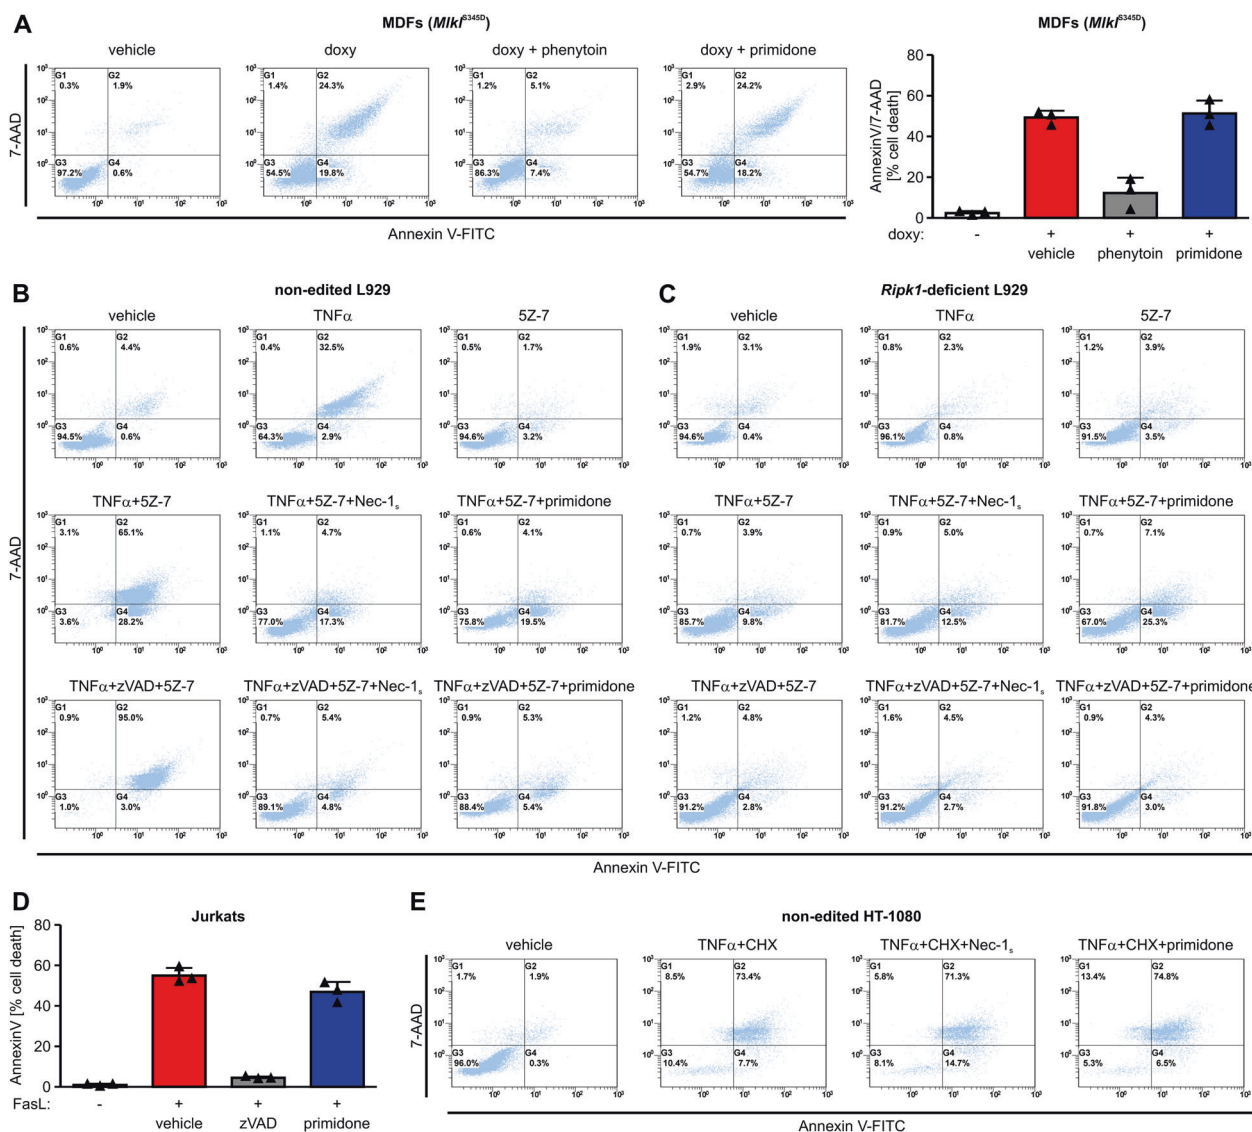 A
MDFs (Mlkl^S345D)
vehicle
doxy
doxy + phenytoin
doxy + primidone
7-AAD
G1 0.3%
G2 1.9%
G3 97.2%
G4 0.6%
G1 1.4%
G2 24.3%
G3 54.5%
G4 19.8%
G1 1.2%
G2 5.1%
G3 86.3%
G4 7.4%
G1 2.9%
G2 24.2%
G3 54.7%
G4 18.2%
10³ 10² 10¹ 10⁰
10⁰ 10¹ 10² 10³
Annexin V-FITC
MDFs (Mlkl^S345D)
AnnexinV/7-AAD
[% cell death]
80
60
40
20
0
doxy: - + + +
vehicle phenytoin primidone
B
non-edited L929
vehicle
TNFα
5Z-7
G1 0.6%
G2 4.4%
G3 94.5%
G4 0.6%
G1 0.4%
G2 32.5%
G3 64.3%
G4 2.9%
G1 0.5%
G2 1.7%
G3 94.6%
G4 3.2%
TNFα+5Z-7
TNFα+5Z-7+Nec-1s
TNFα+5Z-7+primidone
7-AAD
G1 3.1%
G2 65.1%
G3 3.6%
G4 28.2%
G1 1.1%
G2 4.7%
G3 77.0%
G4 17.3%
G1 0.6%
G2 4.1%
G3 75.8%
G4 19.5%
TNFα+zVAD+5Z-7
TNFα+zVAD+5Z-7+Nec-1s
TNFα+zVAD+5Z-7+primidone
G1 0.9%
G2 95.0%
G3 1.0%
G4 3.0%
G1 0.7%
G2 5.4%
G3 89.1%
G4 4.8%
G1 0.9%
G2 5.3%
G3 88.4%
G4 5.4%
C
Ripk1-deficient L929
vehicle
TNFα
5Z-7
G1 1.9%
G2 3.1%
G3 94.6%
G4 0.4%
G1 0.8%
G2 2.3%
G3 96.1%
G4 0.8%
G1 1.2%
G2 3.9%
G3 91.5%
G4 3.5%
TNFα+5Z-7
TNFα+5Z-7+Nec-1s
TNFα+5Z-7+primidone
G1 0.7%
G2 3.9%
G3 85.7%
G4 9.8%
G1 0.9%
G2 5.0%
G3 81.7%
G4 12.5%
G1 0.7%
G2 7.1%
G3 67.0%
G4 25.3%
TNFα+zVAD+5Z-7
TNFα+zVAD+5Z-7+Nec-1s
TNFα+zVAD+5Z-7+primidone
G1 1.2%
G2 4.8%
G3 91.2%
G4 2.8%
G1 1.6%
G2 4.5%
G3 91.2%
G4 2.7%
G1 0.9%
G2 4.3%
G3 91.8%
G4 3.0%
Annexin V-FITC
D
Jurkats
AnnexinV [% cell death]
80
60
40
20
0
FasL: - + + +
vehicle zVAD primidone
E
non-edited HT-1080
vehicle
TNFα+CHX
TNFα+CHX+Nec-1s
TNFα+CHX+primidone
7-AAD
G1 1.7%
G2 1.9%
G3 96.0%
G4 0.3%
G1 8.5%
G2 73.4%
G3 10.4%
G4 7.7%
G1 5.8%
G2 71.3%
G3 8.1%
G4 14.7%
G1 13.4%
G2 74.8%
G3 5.3%
G4 6.5%
Annexin V-FITC